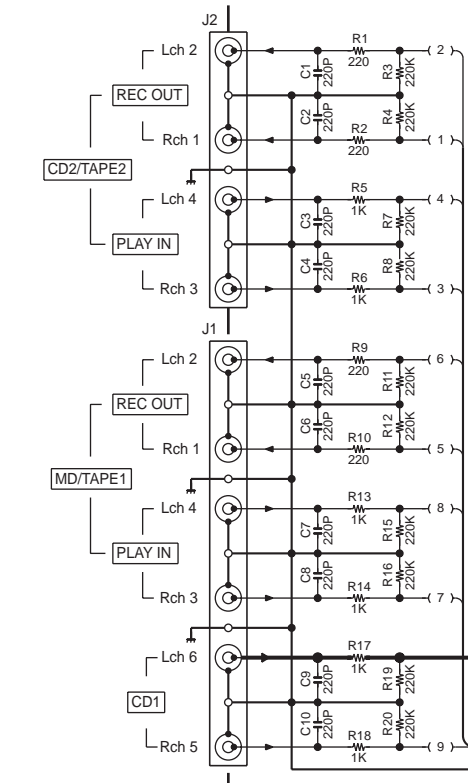 J2
Lch 2
R1
220
2
C1
220P
R3
220K
REC OUT
C2
220P
R4
220K
Rch 1
R2
220
1
CD2/TAPE2
Lch 4
R5
1K
4
C3
220P
R7
220K
PLAY IN
C4
220P
R8
220K
Rch 3
R6
1K
3
J1
Lch 2
R9
220
6
C5
220P
R11
220K
REC OUT
C6
220P
R12
220K
Rch 1
R10
220
5
MD/TAPE1
Lch 4
R13
1K
8
C7
220P
R15
220K
PLAY IN
C8
220P
R16
220K
Rch 3
R14
1K
7
Lch 6
R17
1K
C9
220P
R19
220K
CD1
C10
220P
R20
220K
Rch 5
R18
1K
9